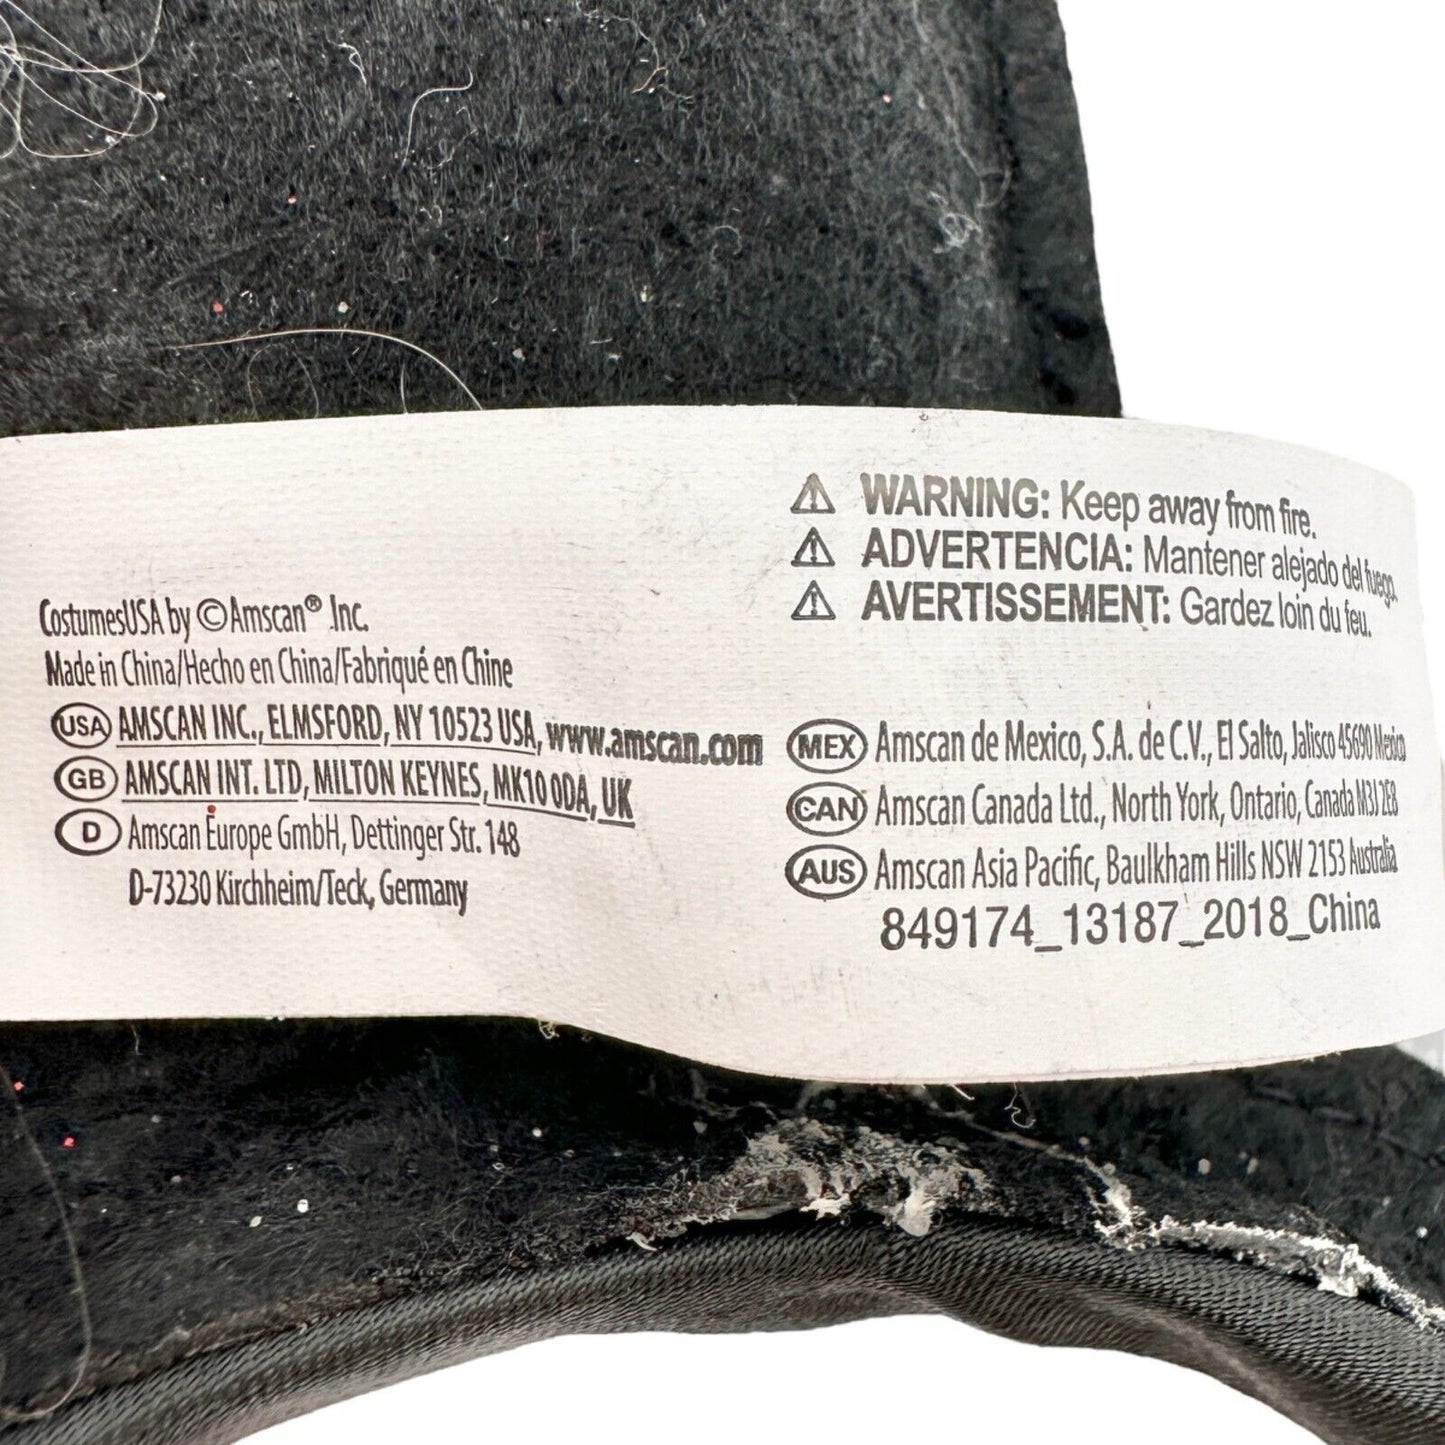 CostumesUSA by ©Amscan® Inc.
Made in China/Hecho en China/Fabriqué en Chine
USA AMSCAN INC., ELMSFORD, NY 10523 USA, www.amscan.com
GB AMSCAN INT. LTD, MILTON KEYNES, MK10 0DA, UK
D Amscan Europe GmbH, Dettinger Str. 148
D-73230 Kirchheim/Teck, Germany
⚠ WARNING: Keep away from fire.
⚠ ADVERTENCIA: Mantener alejado del fuego.
⚠ AVERTISSEMENT: Gardez loin du feu.
MEX Amscan de Mexico, S.A. de C.V., El Salto, Jalisco 45690 Mexico
CAN Amscan Canada Ltd., North York, Ontario, Canada M3J 2E8
AUS Amscan Asia Pacific, Baulkham Hills NSW 2153 Australia
849174_13187_2018_China